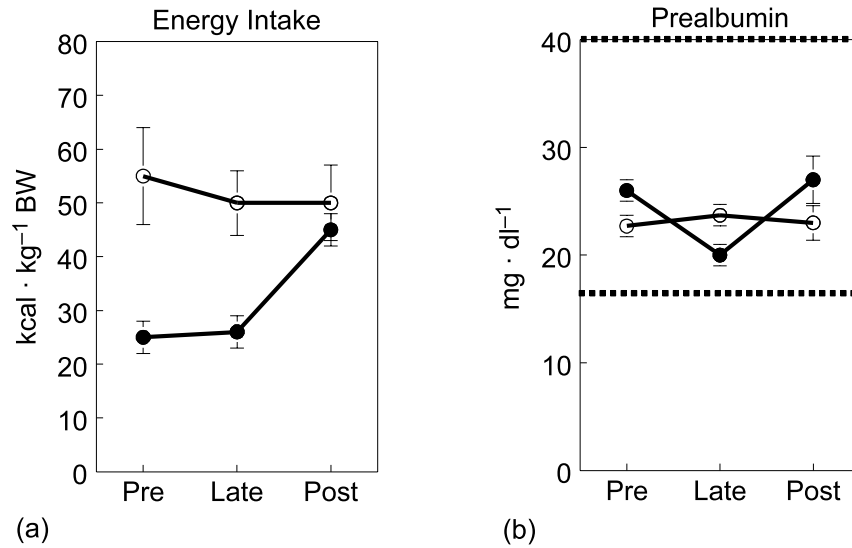 Energy Intake
80
70
60
50
40
30
20
10
0
kcal · kg⁻¹ BW
Pre Late Post
(a)
Prealbumin
40
30
20
10
0
mg · dl⁻¹
Pre Late Post
(b)